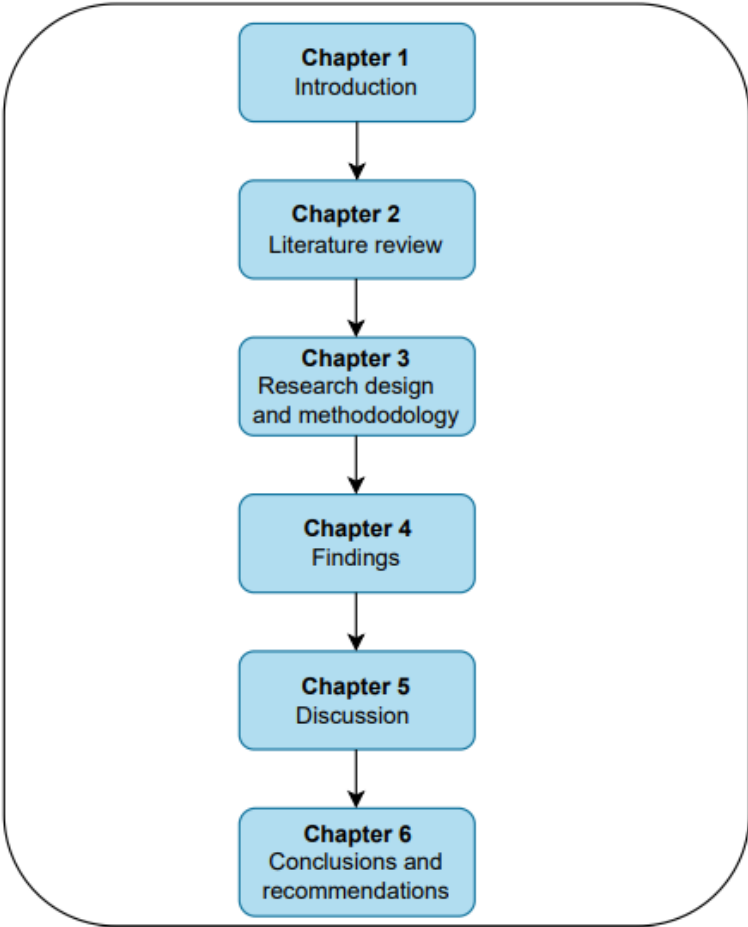 Chapter 1
Introduction
Chapter 2
Literature review
Chapter 3
Research design
and methododology
Chapter 4
Findings
Chapter 5
Discussion
Chapter 6
Conclusions and
recommendations